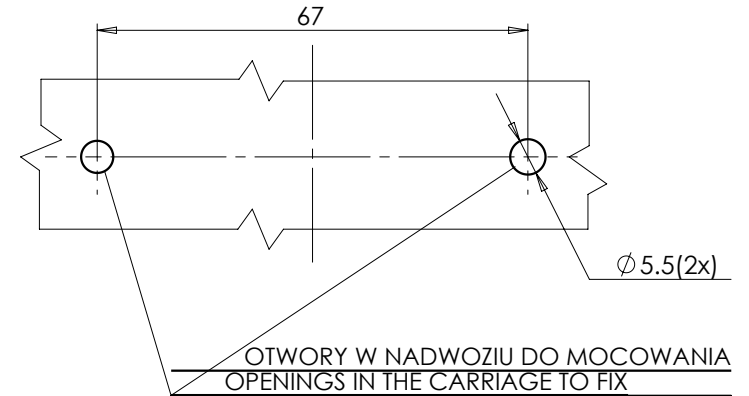 67
∅5.5(2x)
OTWORY W NADWOZIU DO MOCOWANIA
OPENINGS IN THE CARRIAGE TO FIX